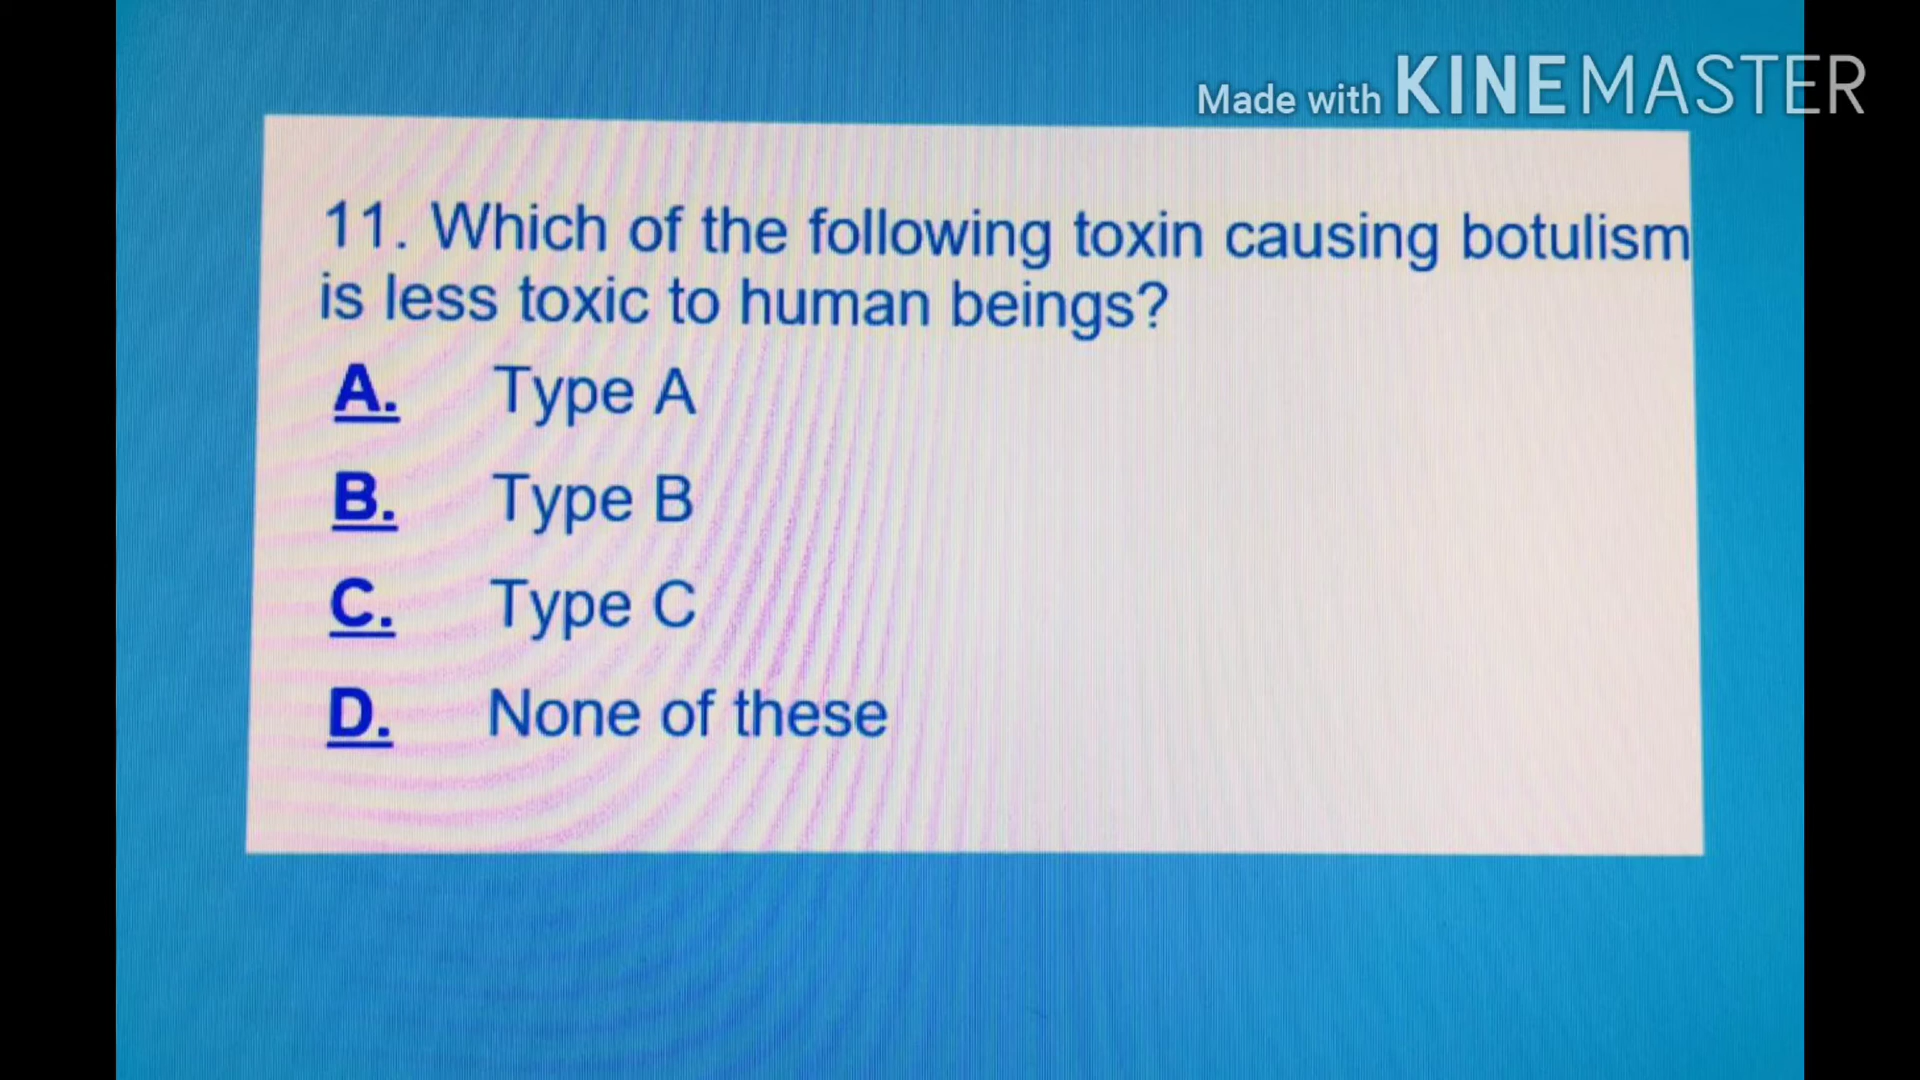 Made with KINEMASTER
11. Which of the following toxin causing botulism
is less toxic to human beings?
A. Type A
B. Type B
C. Type C
D. None of these